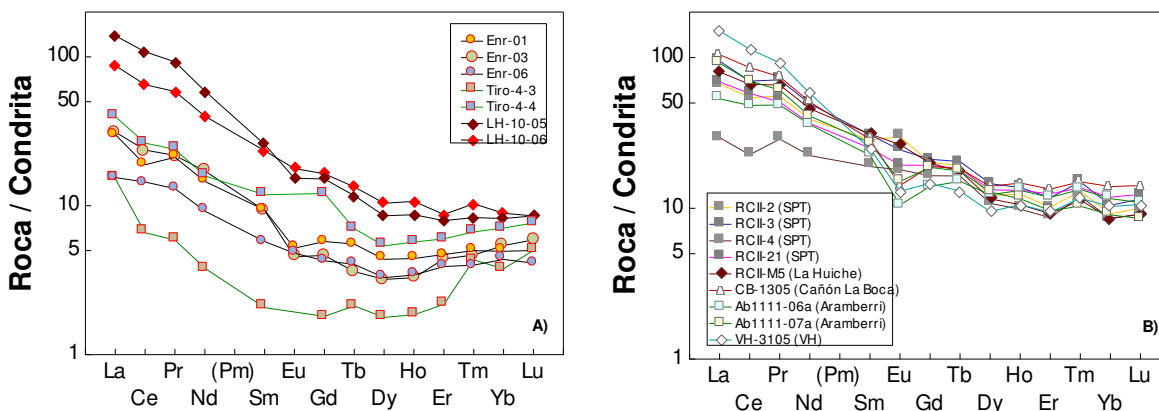 Roca / Condrita
100
50
10
5
1
Enr-01
Enr-03
Enr-06
Tiro-4-3
Tiro-4-4
LH-10-05
LH-10-06
A)
La Pr (Pm) Eu Tb Ho Tm Lu
Ce Nd Sm Gd Dy Er Yb
Roca / Condrita
100
50
10
5
1
RCII-2 (SPT)
RCII-3 (SPT)
RCII-4 (SPT)
RCII-21 (SPT)
RCII-M5 (La Huiche)
CB-1305 (Cañón La Boca)
Ab1111-06a (Aramberri)
Ab1111-07a (Aramberri)
VH-3105 (VH)
B)
La Pr (Pm) Eu Tb Ho Tm Lu
Ce Nd Sm Gd Dy Er Yb